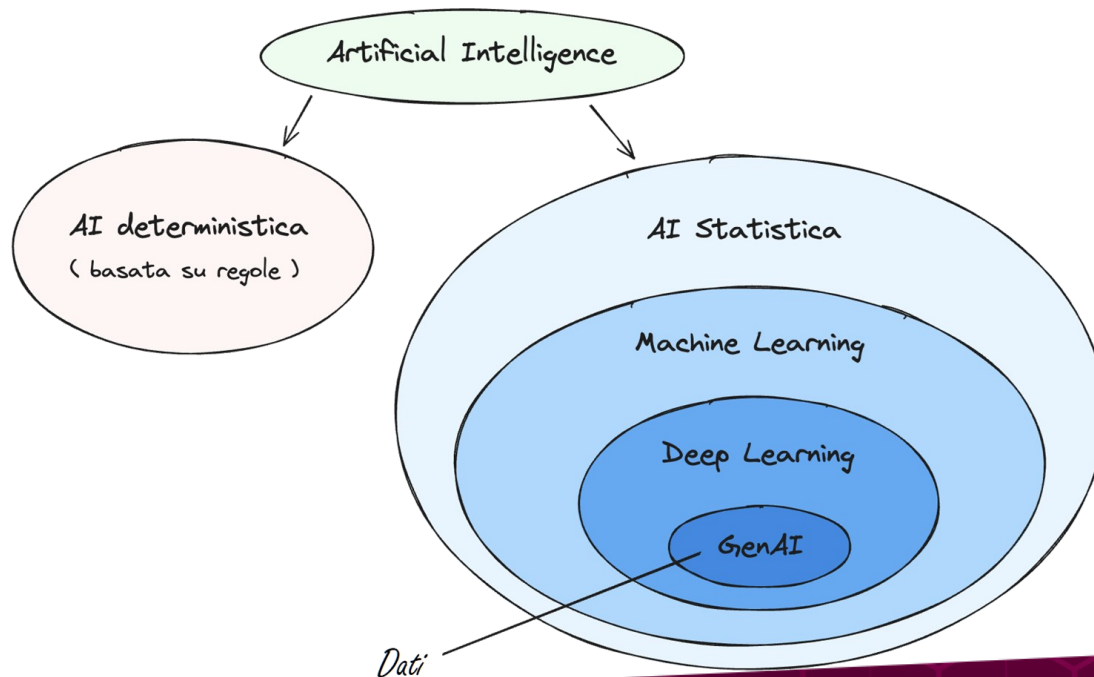 Artificial Intelligence
AI deterministica
( basata su regole )
AI Statistica
Machine Learning
Deep Learning
GenAI
Dati